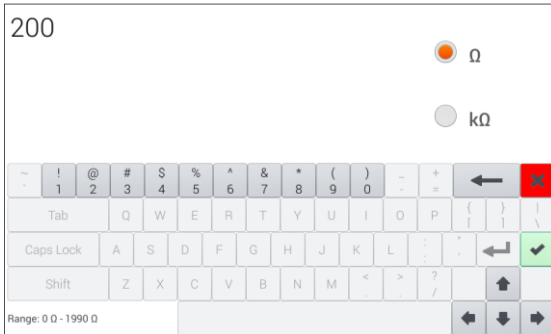 200
Ω
kΩ
~ ! @ # $ % ^ & * ( ) _ +
` 1 2 3 4 5 6 7 8 9 0 - =
Tab Q W E R T Y U I O P { } |
[ ] \
Caps Lock A S D F G H J K L : "
; '
Shift Z X C V B N M < > ?
, . /
Range: 0 Ω - 1990 Ω